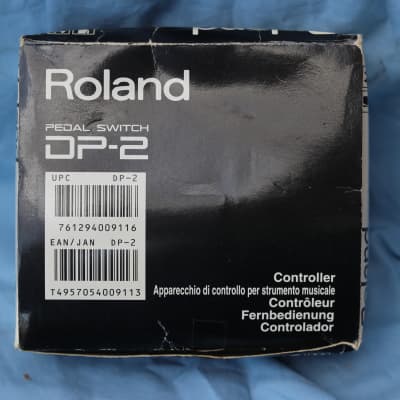 Roland
PEDAL SWITCH
DP-2
UPC DP-2
761294009116
EAN/JAN DP-2
T4957054009113
Controller
Apparecchio di controllo per strumento musicale
Contrôleur
Fernbedienung
Controlador
Roland